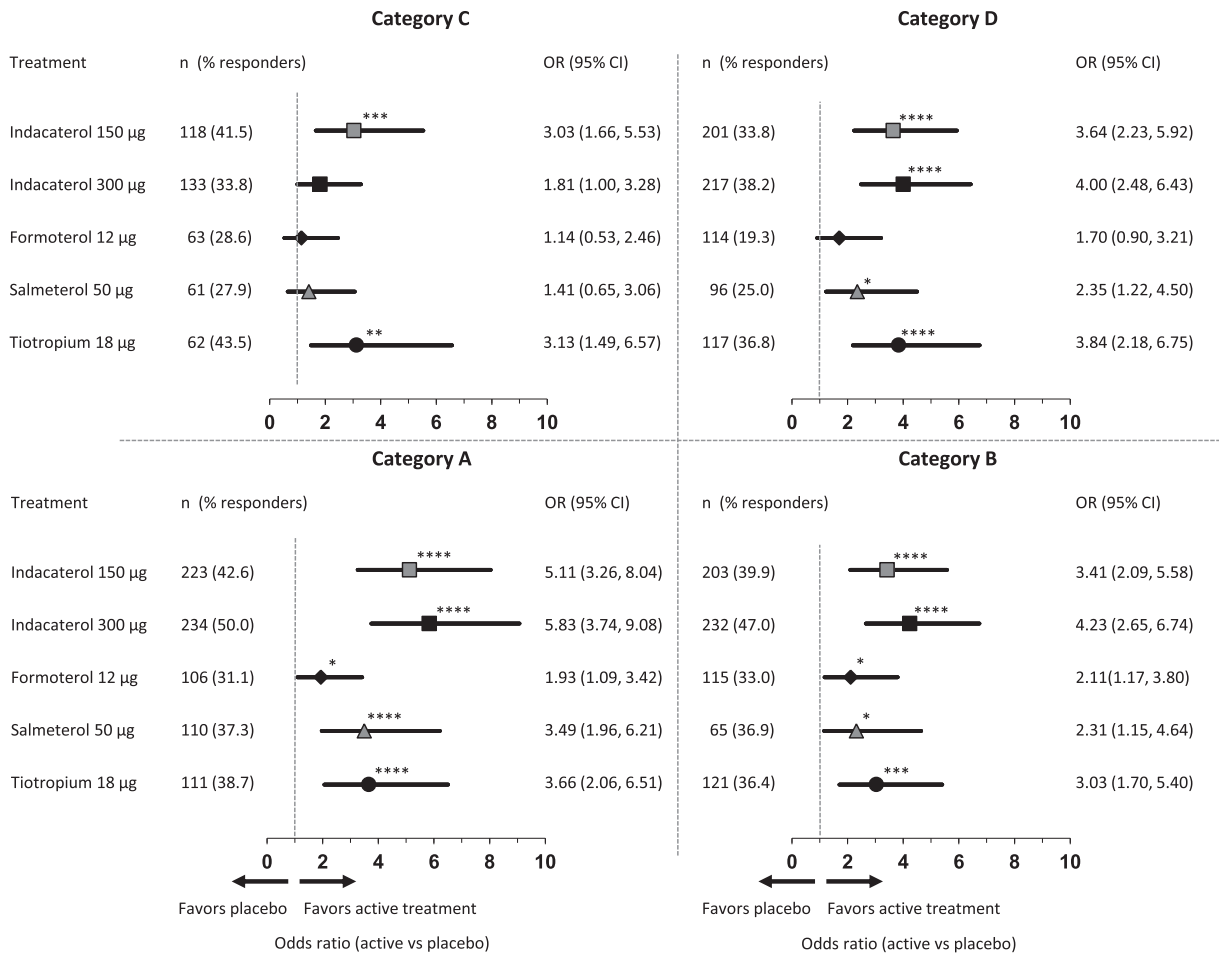 Category C
Treatment n (% responders) OR (95% CI)
Indacaterol 150 µg 118 (41.5) *** 3.03 (1.66, 5.53)
Indacaterol 300 µg 133 (33.8) 1.81 (1.00, 3.28)
Formoterol 12 µg 63 (28.6) 1.14 (0.53, 2.46)
Salmeterol 50 µg 61 (27.9) 1.41 (0.65, 3.06)
Tiotropium 18 µg 62 (43.5) ** 3.13 (1.49, 6.57)
0 2 4 6 8 10
Category D
n (% responders) OR (95% CI)
201 (33.8) **** 3.64 (2.23, 5.92)
217 (38.2) **** 4.00 (2.48, 6.43)
114 (19.3) 1.70 (0.90, 3.21)
96 (25.0) * 2.35 (1.22, 4.50)
117 (36.8) **** 3.84 (2.18, 6.75)
0 2 4 6 8 10
Category A
Treatment n (% responders) OR (95% CI)
Indacaterol 150 µg 223 (42.6) **** 5.11 (3.26, 8.04)
Indacaterol 300 µg 234 (50.0) **** 5.83 (3.74, 9.08)
Formoterol 12 µg 106 (31.1) * 1.93 (1.09, 3.42)
Salmeterol 50 µg 110 (37.3) **** 3.49 (1.96, 6.21)
Tiotropium 18 µg 111 (38.7) **** 3.66 (2.06, 6.51)
0 2 4 6 8 10
Favors placebo Favors active treatment
Odds ratio (active vs placebo)
Category B
n (% responders) OR (95% CI)
203 (39.9) **** 3.41 (2.09, 5.58)
232 (47.0) **** 4.23 (2.65, 6.74)
115 (33.0) * 2.11(1.17, 3.80)
65 (36.9) * 2.31 (1.15, 4.64)
121 (36.4) *** 3.03 (1.70, 5.40)
0 2 4 6 8 10
Favors placebo Favors active treatment
Odds ratio (active vs placebo)